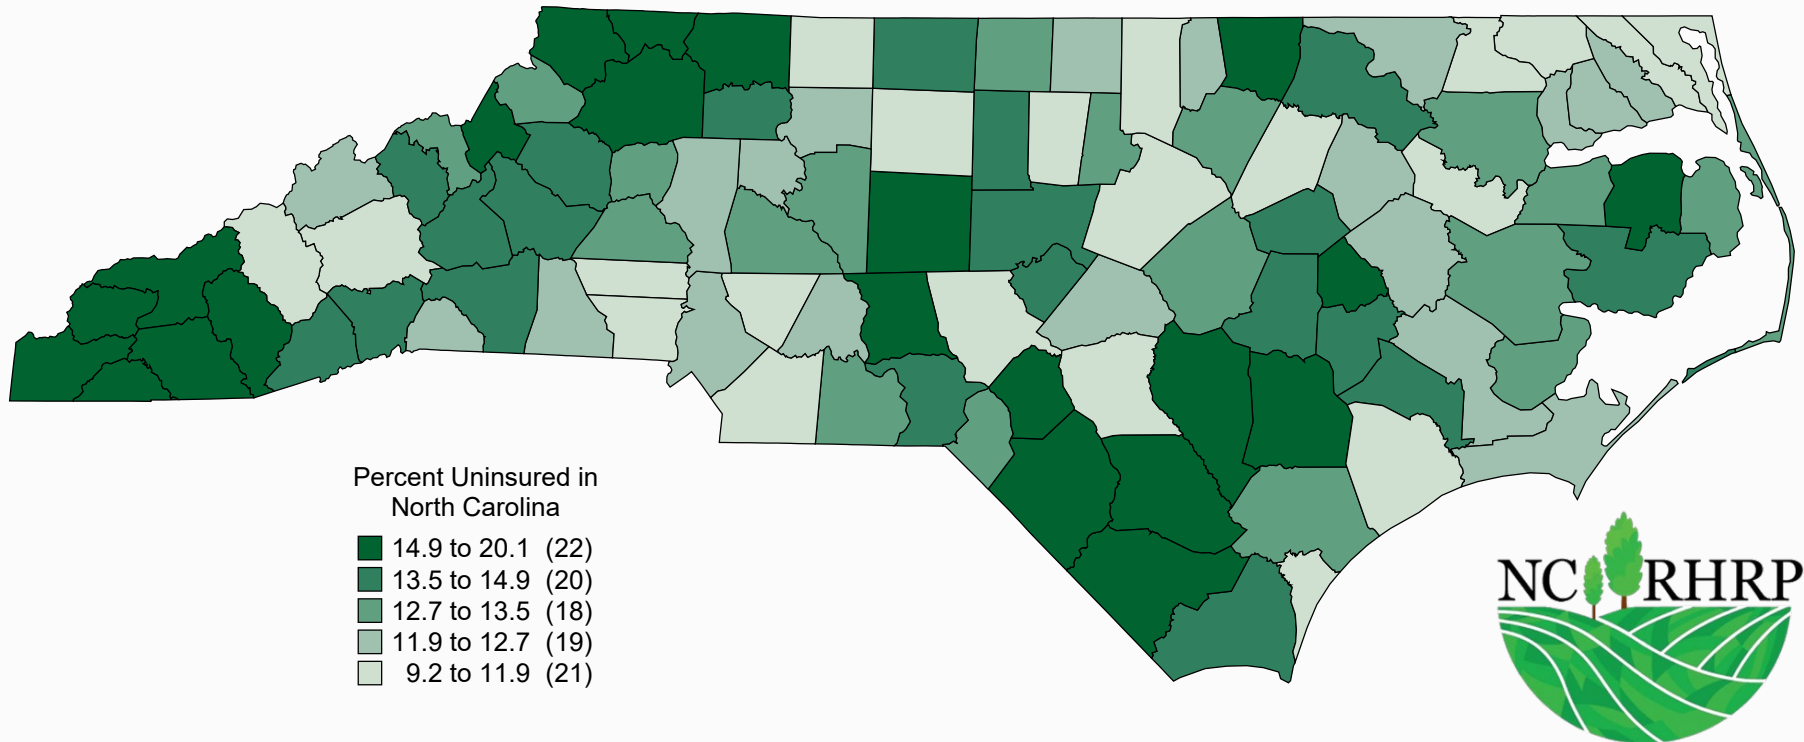 Percent Uninsured in
North Carolina
14.9 to 20.1 (22)
13.5 to 14.9 (20)
12.7 to 13.5 (18)
11.9 to 12.7 (19)
9.2 to 11.9 (21)
NC RHRP